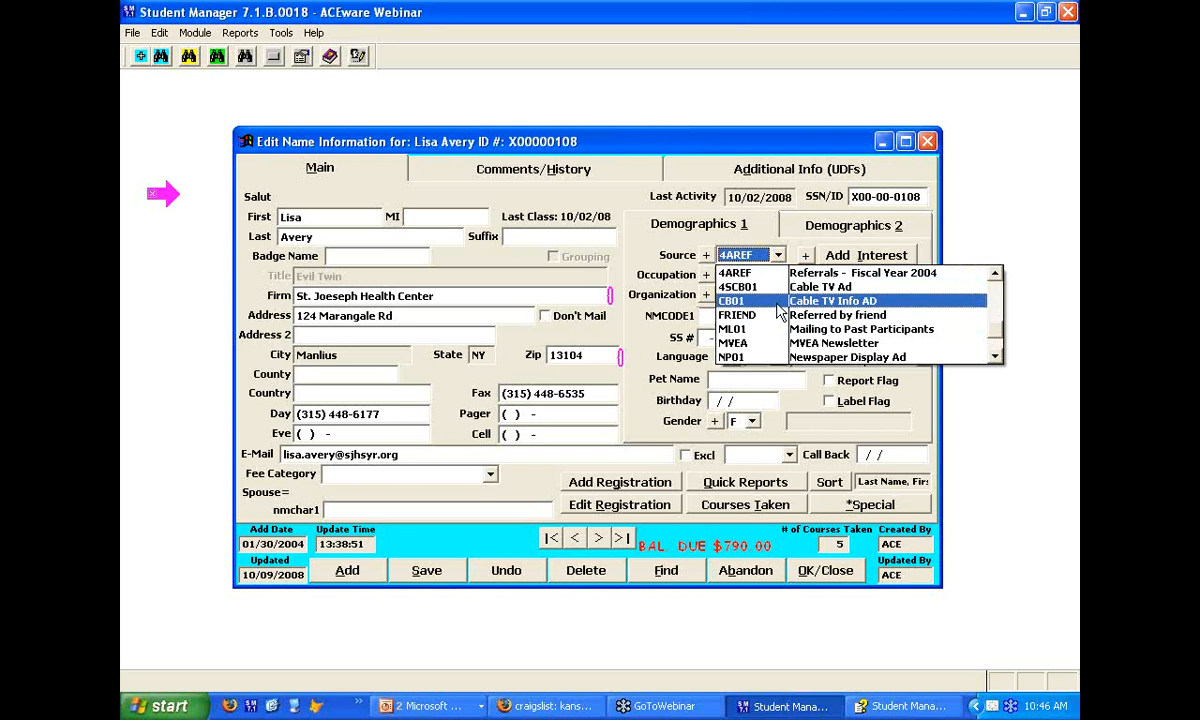 Student Manager 7.1.B.0018 - ACEware Webinar
File Edit Module Reports Tools Help
Edit Name Information for: Lisa Avery ID #: X00000108
Main Comments/History Additional Info (UDFs)
Salut Last Activity 10/02/2008 SSN/ID X00-00-0108
First Lisa MI Last Class: 10/02/08 Demographics 1 Demographics 2
Last Avery Suffix
Badge Name Grouping Source + 4AREF + Add Interest
Title Evil Twin Occupation + 4AREF Referrals - Fiscal Year 2004
4SCB01 Cable TV Ad
Firm St. Joeseph Health Center Organization + CB01 Cable TV Info AD
Address 124 Marangale Rd Don't Mail NMCODE1 FRIEND Referred by friend
Address 2 SS # - ML01 Mailing to Past Participants
MVEA MVEA Newsletter
City Manlius State NY Zip 13104 Language NP01 Newspaper Display Ad
County Pet Name Report Flag
Country Fax (315) 448-6535 Birthday / / Label Flag
Day (315) 448-6177 Pager ( ) - Gender + F
Eve ( ) - Cell ( ) -
E-Mail lisa.avery@sjhsyr.org Excl Call Back / /
Fee Category Add Registration Quick Reports Sort Last Name, Firs
Spouse=
nmchar1 Edit Registration Courses Taken *Special
Add Date Update Time # of Courses Taken Created By
01/30/2004 13:38:51 |< < > >| BAL DUE $790.00 5 ACE
Updated Updated By
10/09/2008 Add Save Undo Delete Find Abandon OK/Close ACE
start 2 Microsoft ... craigslist: kans... GoToWebinar Student Mana... Student Mana... 10:46 AM